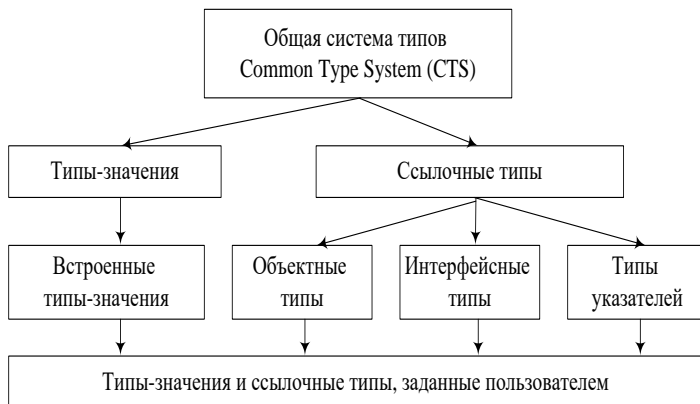 Общая система типов
Common Type System (CTS)
Типы-значения
Ссылочные типы
Встроенные
типы-значения
Объектные
типы
Интерфейсные
типы
Типы
указателей
Типы-значения и ссылочные типы, заданные пользователем